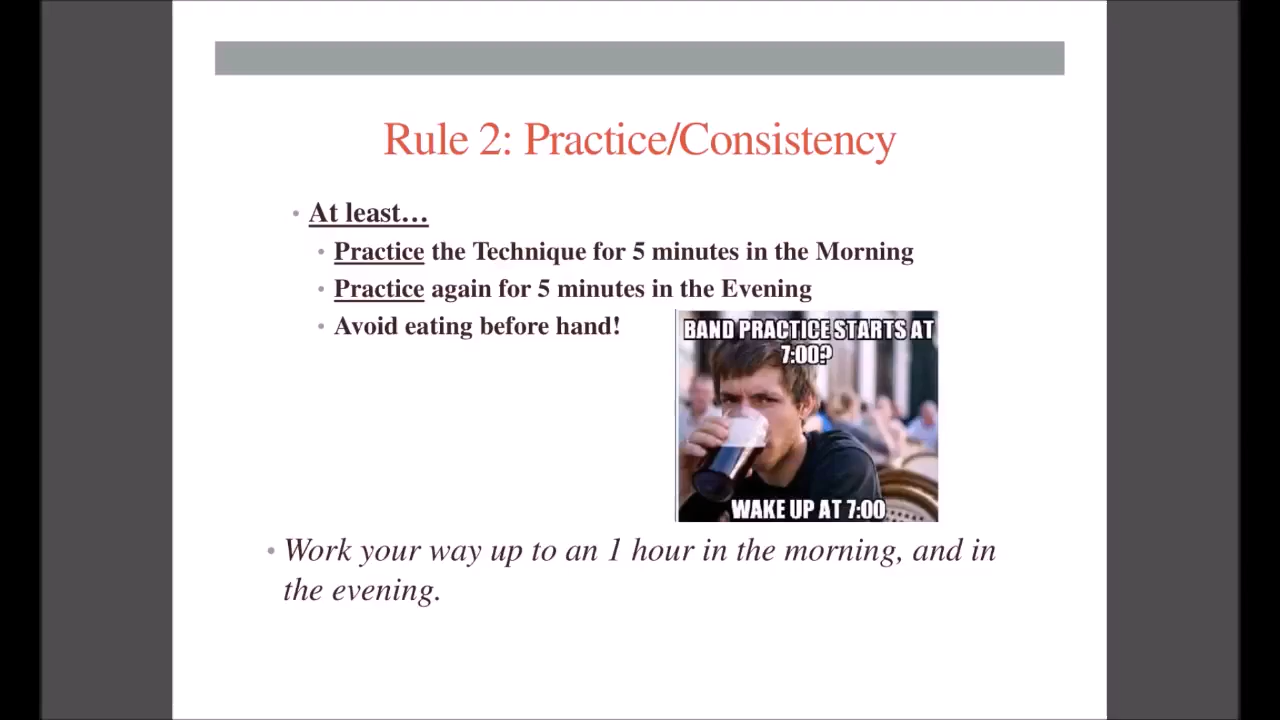 Rule 2: Practice/Consistency
At least…
Practice the Technique for 5 minutes in the Morning
Practice again for 5 minutes in the Evening
Avoid eating before hand!
BAND PRACTICE STARTS AT
7:00?
WAKE UP AT 7:00
Work your way up to an 1 hour in the morning, and in
the evening.